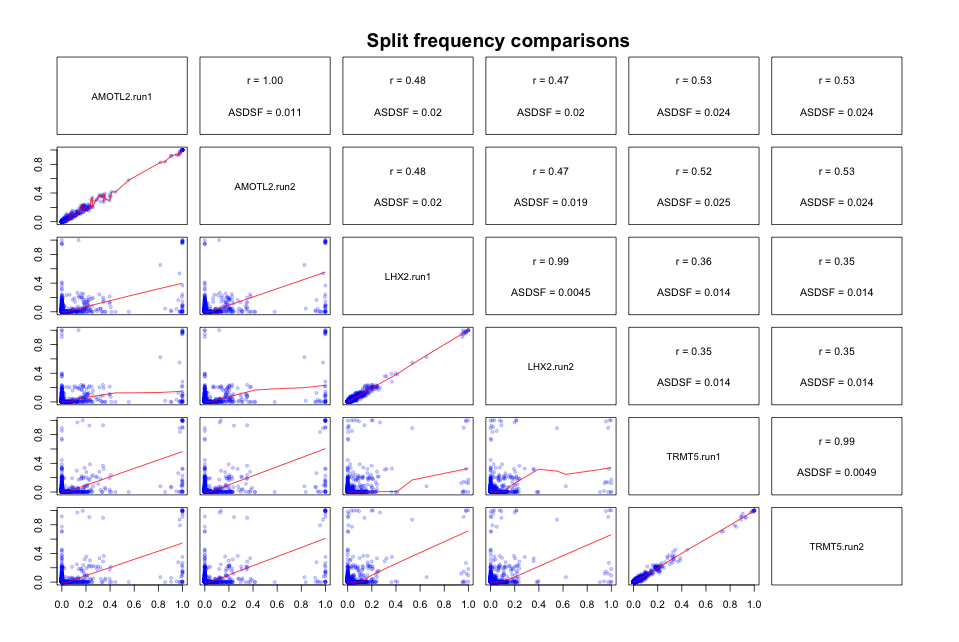 Split frequency comparisons
AMOTL2.run1
r = 1.00
r = 0.48
r = 0.47
r = 0.53
r = 0.53
ASDSF = 0.011
ASDSF = 0.02
ASDSF = 0.02
ASDSF = 0.024
ASDSF = 0.024
0.0 0.4 0.8
AMOTL2.run2
r = 0.48
r = 0.47
r = 0.52
r = 0.53
ASDSF = 0.02
ASDSF = 0.019
ASDSF = 0.025
ASDSF = 0.024
0.0 0.4 0.8
LHX2.run1
r = 0.99
r = 0.36
r = 0.35
ASDSF = 0.0045
ASDSF = 0.014
ASDSF = 0.014
0.0 0.4 0.8
LHX2.run2
r = 0.35
r = 0.35
ASDSF = 0.014
ASDSF = 0.014
0.0 0.4 0.8
TRMT5.run1
r = 0.99
ASDSF = 0.0049
0.0 0.4 0.8
TRMT5.run2
0.0 0.2 0.4 0.6 0.8 1.0
0.0 0.2 0.4 0.6 0.8 1.0
0.0 0.2 0.4 0.6 0.8 1.0
0.0 0.2 0.4 0.6 0.8 1.0
0.0 0.2 0.4 0.6 0.8 1.0